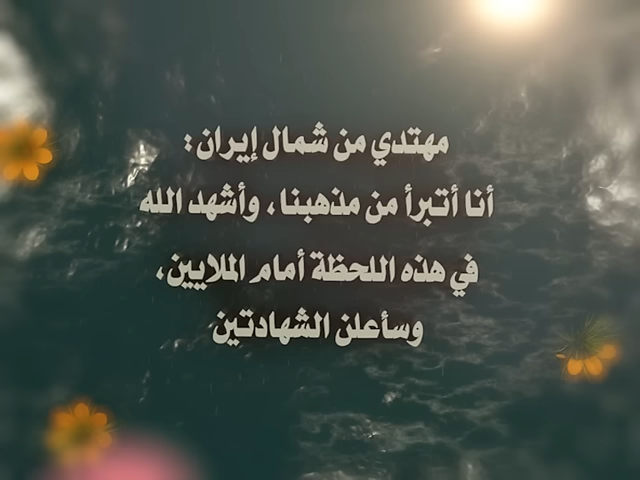 مهتدي من شمال إيران:
أنا أتبرأ من مذهبنا، وأشهد الله
في هذه اللحظة أمام الملايين،
وسأعلن الشهادتين